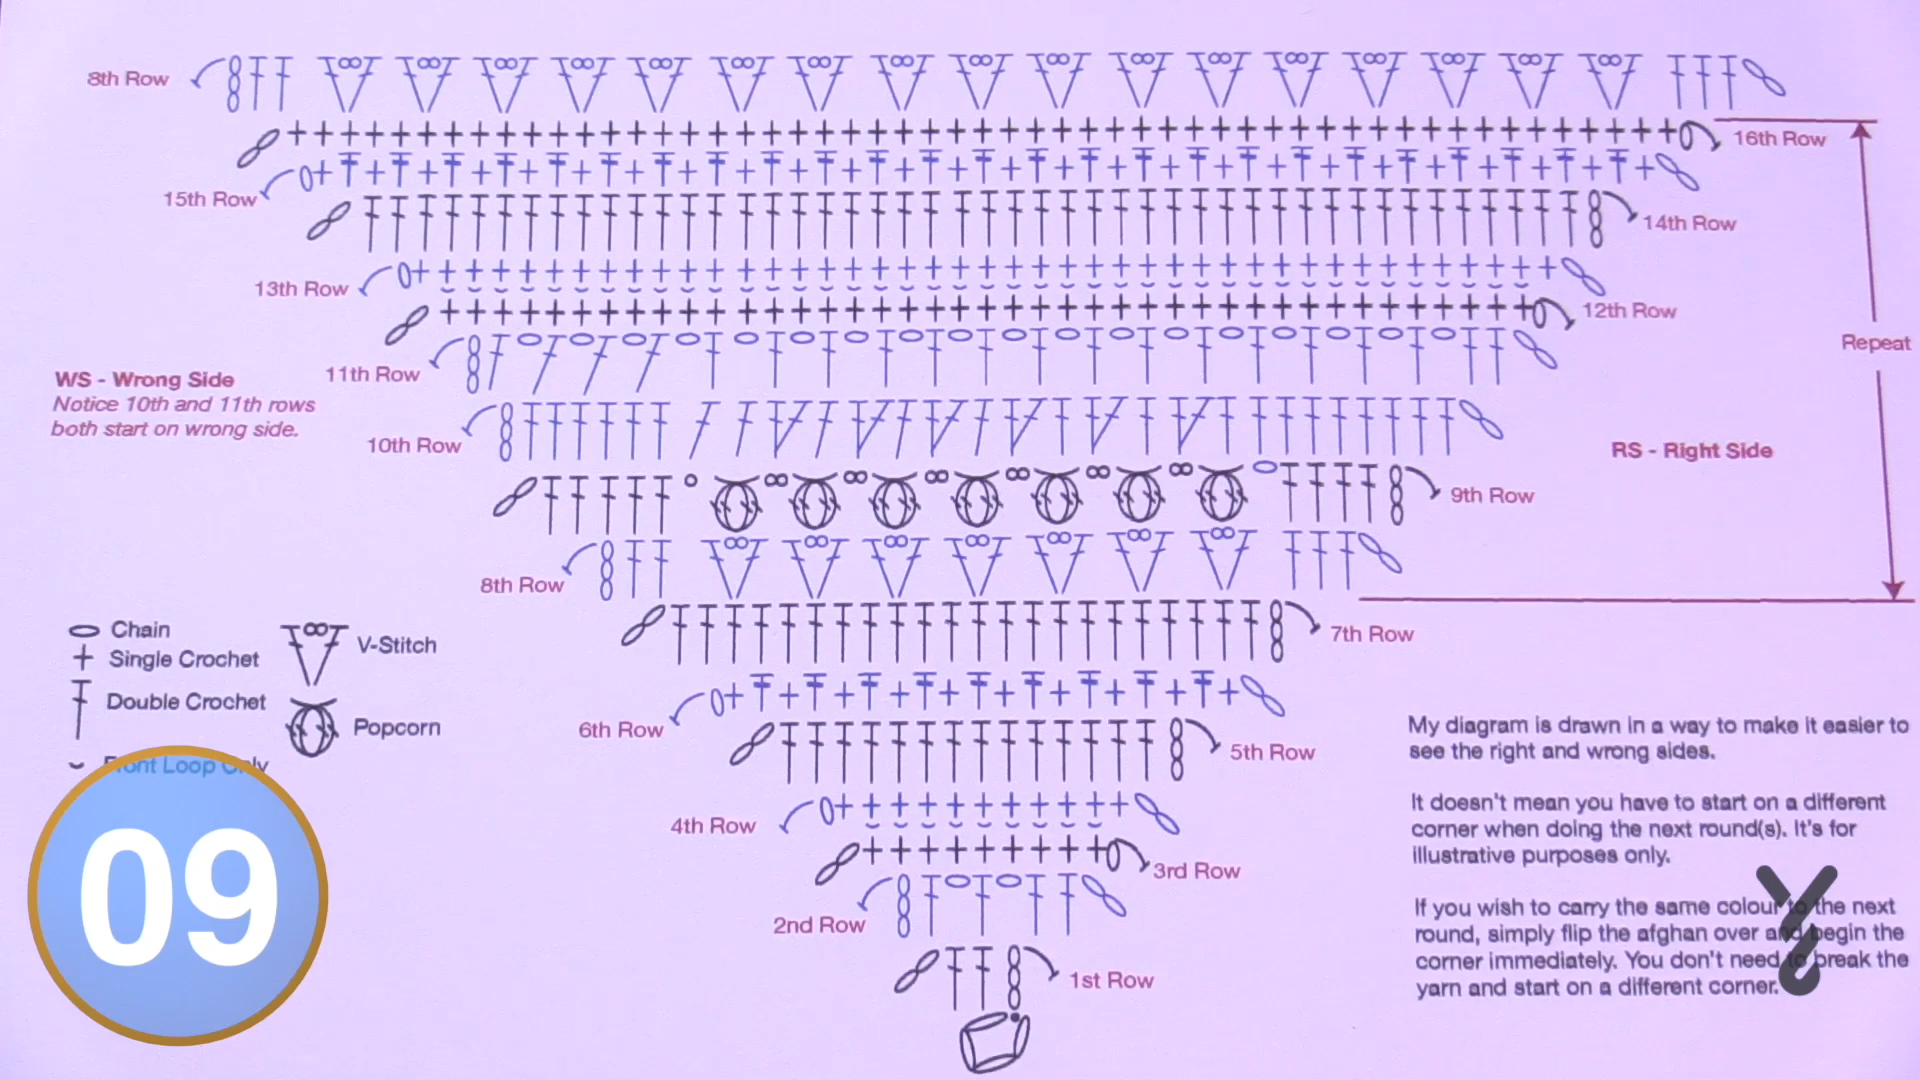 8th Row
16th Row
15th Row
14th Row
13th Row
12th Row
Repeat
11th Row
WS - Wrong Side
Notice 10th and 11th rows
both start on wrong side.
10th Row
RS - Right Side
9th Row
8th Row
7th Row
Chain
Single Crochet
V-Stitch
Double Crochet
Popcorn
Front Loop Only
6th Row
5th Row
4th Row
3rd Row
2nd Row
1st Row
My diagram is drawn in a way to make it easier to
see the right and wrong sides.
It doesn't mean you have to start on a different
corner when doing the next round(s). It's for
illustrative purposes only.
If you wish to carry the same colour to the next
round, simply flip the afghan over and begin the
corner immediately. You don't need to break the
yarn and start on a different corner.
09